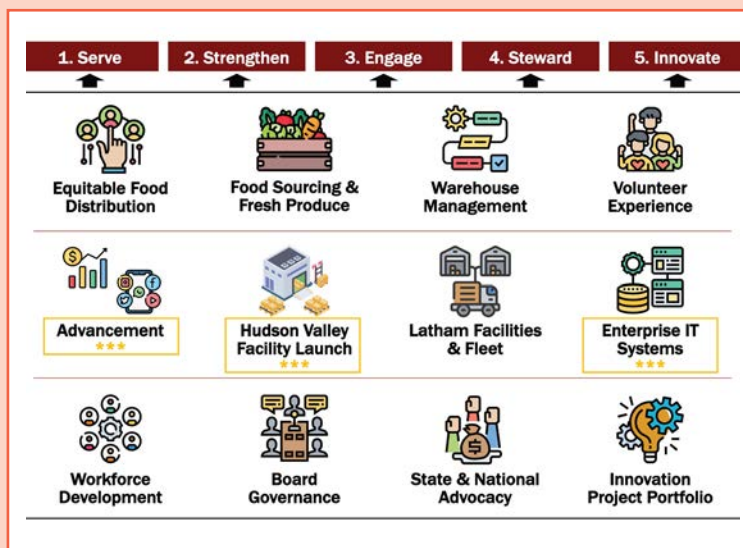 1. Serve
2. Strengthen
3. Engage
4. Steward
5. Innovate
Equitable Food
Distribution
Food Sourcing &
Fresh Produce
Warehouse
Management
Volunteer
Experience
Advancement
***
Hudson Valley
Facility Launch
***
Latham Facilities
& Fleet
Enterprise IT
Systems
***
Workforce
Development
Board
Governance
State & National
Advocacy
Innovation
Project Portfolio